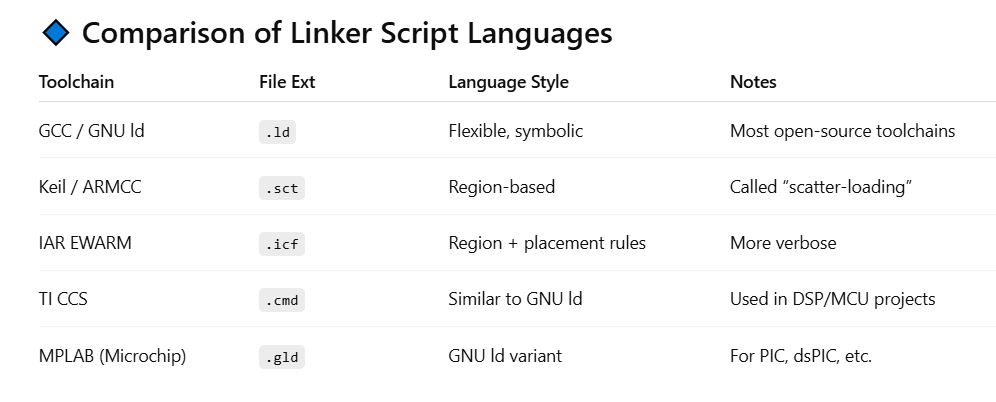 Comparison of Linker Script Languages
Toolchain File Ext Language Style Notes
GCC / GNU ld .ld Flexible, symbolic Most open-source toolchains
Keil / ARMCC .sct Region-based Called “scatter-loading”
IAR EWARM .icf Region + placement rules More verbose
TI CCS .cmd Similar to GNU ld Used in DSP/MCU projects
MPLAB (Microchip) .gld GNU ld variant For PIC, dsPIC, etc.